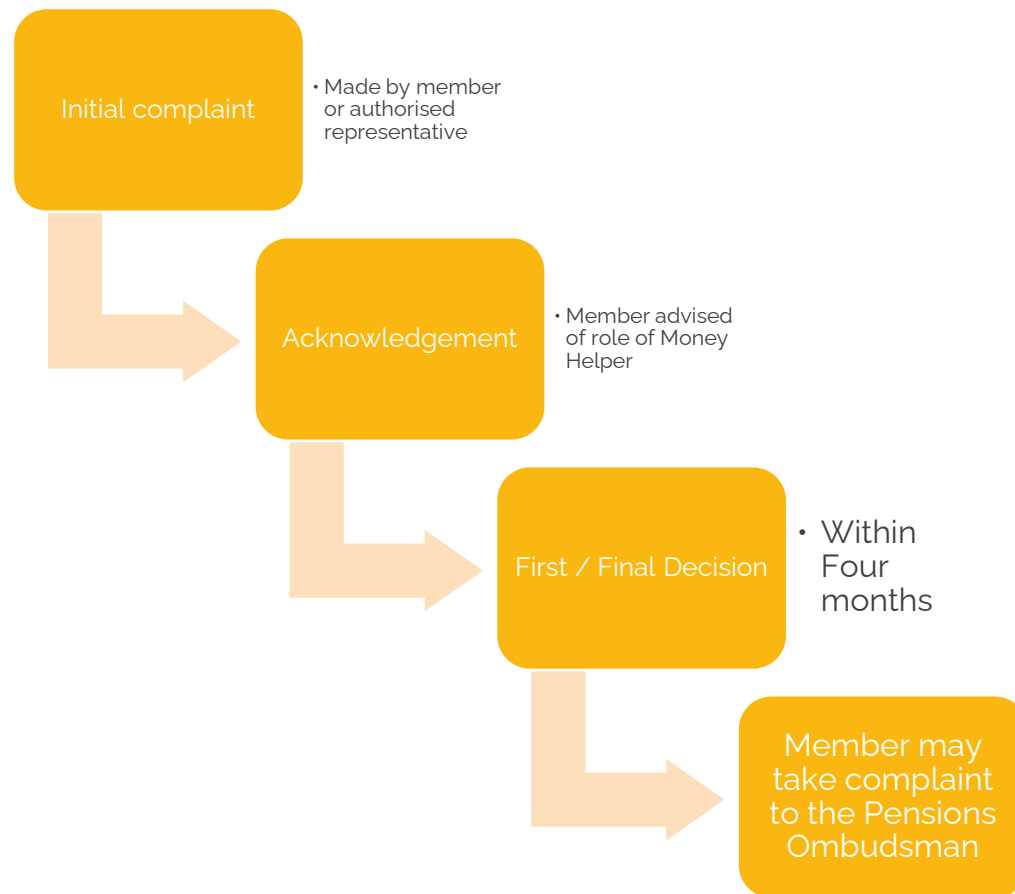 Initial complaint
• Made by member
or authorised
representative
Acknowledgement
• Member advised
of role of Money
Helper
First / Final Decision
• Within
Four
months
Member may
take complaint
to the Pensions
Ombudsman